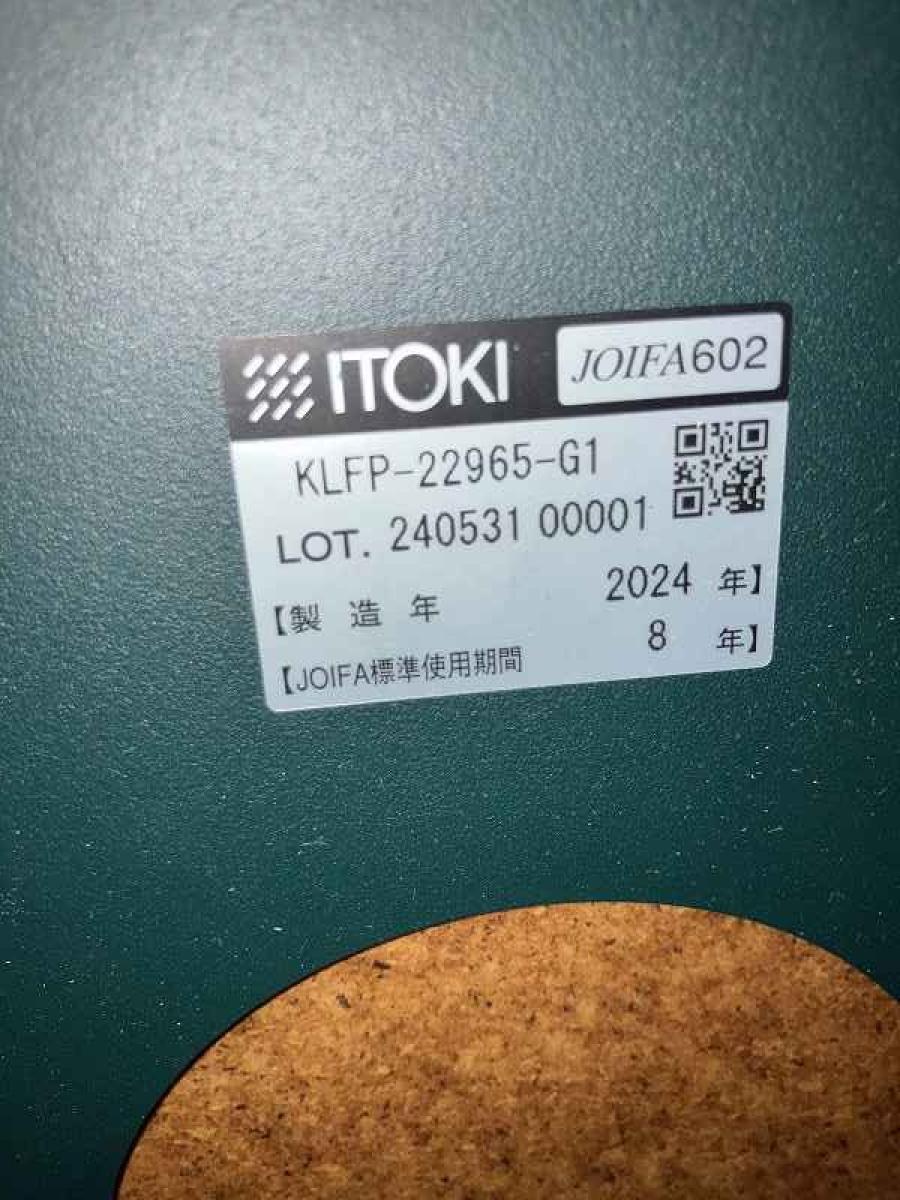 ITOKI JOIFA602
KLFP-22965-G1
LOT. 240531 00001
【製 造 年 2024 年】
【JOIFA標準使用期間 8 年】